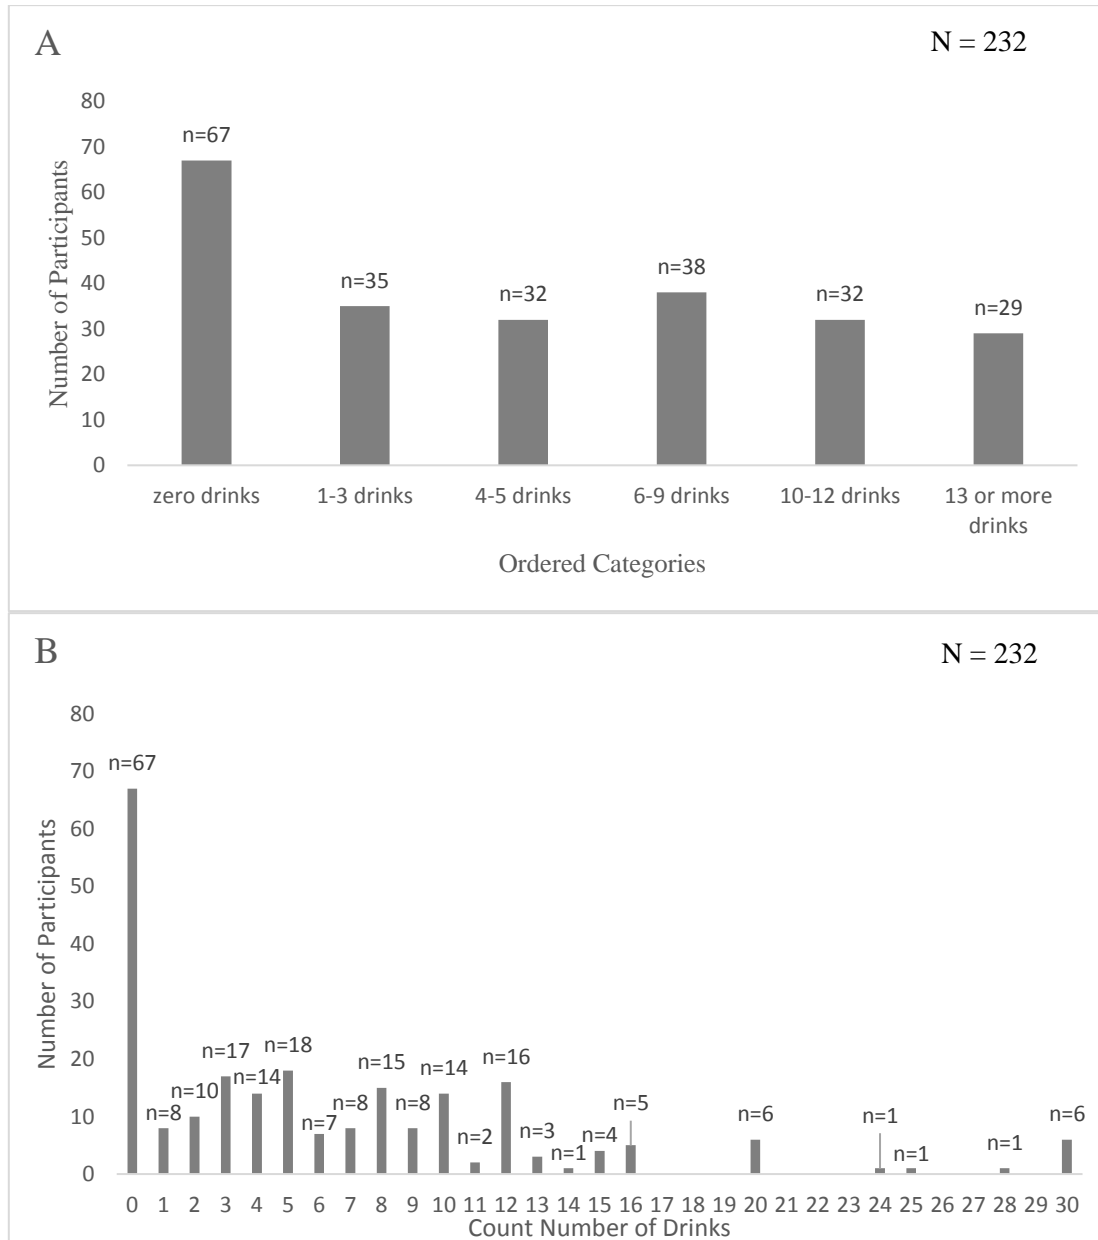 A
N = 232
80
70
60
50
40
30
20
10
0
Number of Participants
n=67
n=35
n=32
n=38
n=32
n=29
zero drinks
1-3 drinks
4-5 drinks
6-9 drinks
10-12 drinks
13 or more
drinks
Ordered Categories
B
N = 232
80
70
60
50
40
30
20
10
0
Number of Participants
n=67
n=8
n=10
n=17
n=14
n=18
n=7
n=8
n=15
n=8
n=14
n=2
n=16
n=3
n=1
n=4
n=5
n=6
n=1
n=1
n=1
n=6
0 1 2 3 4 5 6 7 8 9 10 11 12 13 14 15 16 17 18 19 20 21 22 23 24 25 26 27 28 29 30
Count Number of Drinks